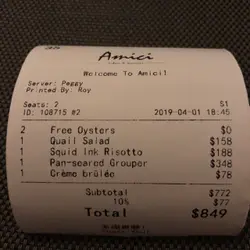 Amici
Welcome To Amici!
Server: Peggy
Printed By: Roy
Seats: 2 S1
ID: 108715 #2 2019-04-01 18:45
2 Free Oysters $0
1 Quail Salad $158
1 Squid Ink Risotto $188
1 Pan-seared Grouper $348
1 Crème brûlée $78
Subtotal $772
10% $77
Total $849